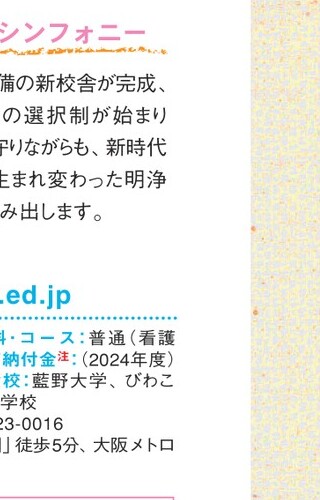 シンフォニー
備の新校舎が完成、
の選択制が始まり
守りながらも、新時代
生まれ変わった明浄
み出します。
.ed.jp
科・コース：普通（看護
納付金注：（2024年度）
校：藍野大学、びわこ
学校
23-0016
」徒歩5分、大阪メトロ